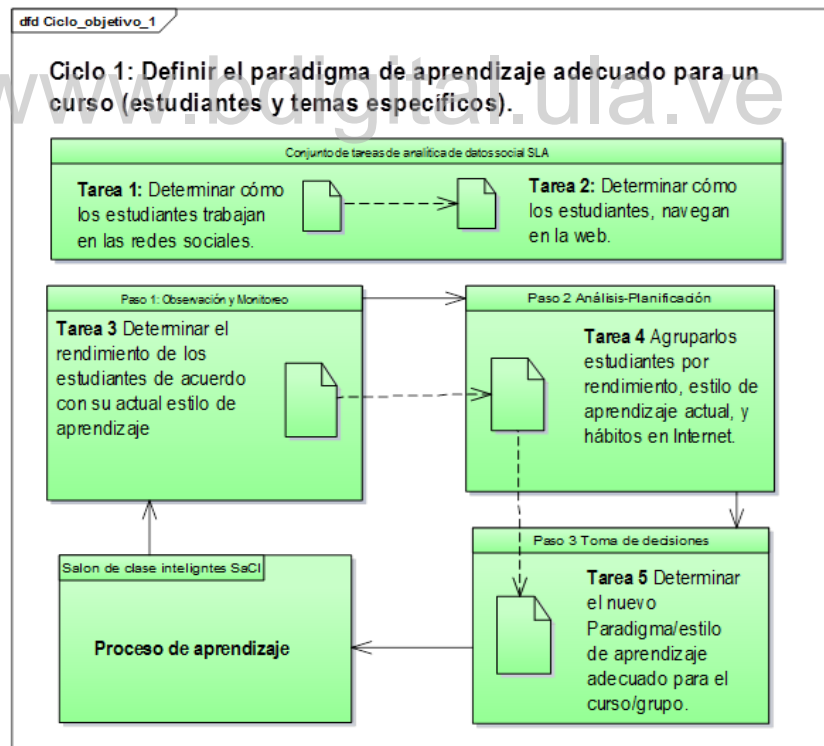 dfd Ciclo_objetivo_1
Ciclo 1: Definir el paradigma de aprendizaje adecuado para un
curso (estudiantes y temas específicos).
www.bdigital.ula.ve
Conjunto de tareas de analítica de datos social SLA
Tarea 1: Determinar cómo
los estudiantes trabajan
en las redes sociales.
Tarea 2: Determinar cómo
los estudiantes, navegan
en la web.
Paso 1: Observación y Monitoreo
Tarea 3 Determinar el
rendimiento de los
estudiantes de acuerdo
con su actual estilo de
aprendizaje
Paso 2 Análisis-Planificación
Tarea 4 Agruparlos
estudiantes por
rendimiento, estilo de
aprendizaje actual, y
hábitos en Internet.
Paso 3 Toma de decisiones
Tarea 5 Determinar
el nuevo
Paradigma/estilo
de aprendizaje
adecuado para el
curso/grupo.
Salon de clase inteligntes SaCI
Proceso de aprendizaje